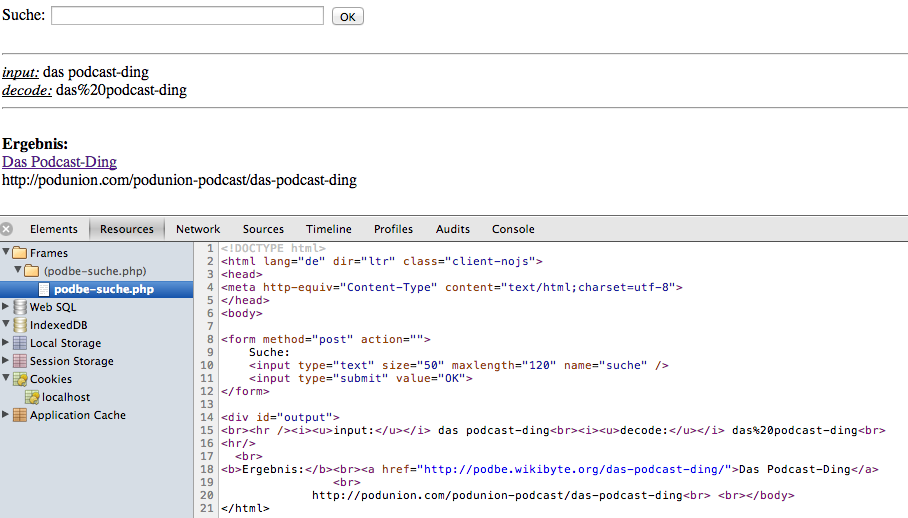 Suche: OK
input: das podcast-ding
decode: das%20podcast-ding
Ergebnis:
Das Podcast-Ding
http://podunion.com/podunion-podcast/das-podcast-ding
Elements Resources Network Sources Timeline Profiles Audits Console
Frames
(podbe-suche.php)
podbe-suche.php
Web SQL
IndexedDB
Local Storage
Session Storage
Cookies
localhost
Application Cache
1 <!DOCTYPE html>
2 <html lang="de" dir="ltr" class="client-nojs">
3 <head>
4 <meta http-equiv="Content-Type" content="text/html;charset=utf-8">
5 </head>
6 <body>
7
8 <form method="post" action="">
9 Suche:
10 <input type="text" size="50" maxlength="120" name="suche" />
11 <input type="submit" value="OK">
12 </form>
13
14 <div id="output">
15 <br><hr /><i><u>input:</u></i> das podcast-ding<br><i><u>decode:</u></i> das%20podcast-ding<br>
16 <hr/>
17 <br>
18 <b>Ergebnis:</b><br><a href="http://podbe.wikibyte.org/das-podcast-ding/">Das Podcast-Ding</a>
19 <br>
20 http://podunion.com/podunion-podcast/das-podcast-ding<br> <br></body>
21 </html>